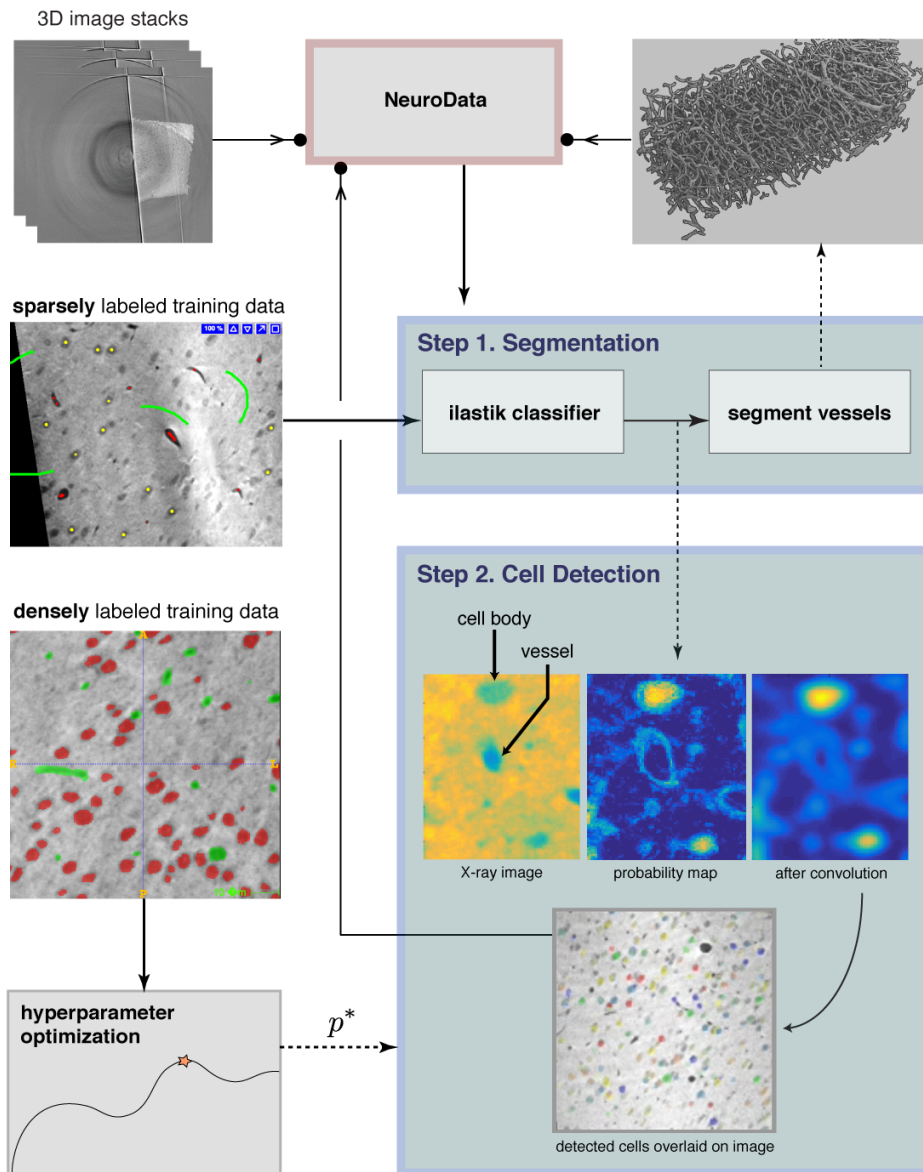 3D image stacks
NeuroData
sparsely labeled training data
100 %
Step 1. Segmentation
ilastik classifier
segment vessels
Step 2. Cell Detection
densely labeled training data
cell body
vessel
A
L
P
X-ray image
probability map
after convolution
hyperparameter
optimization
p*
detected cells overlaid on image